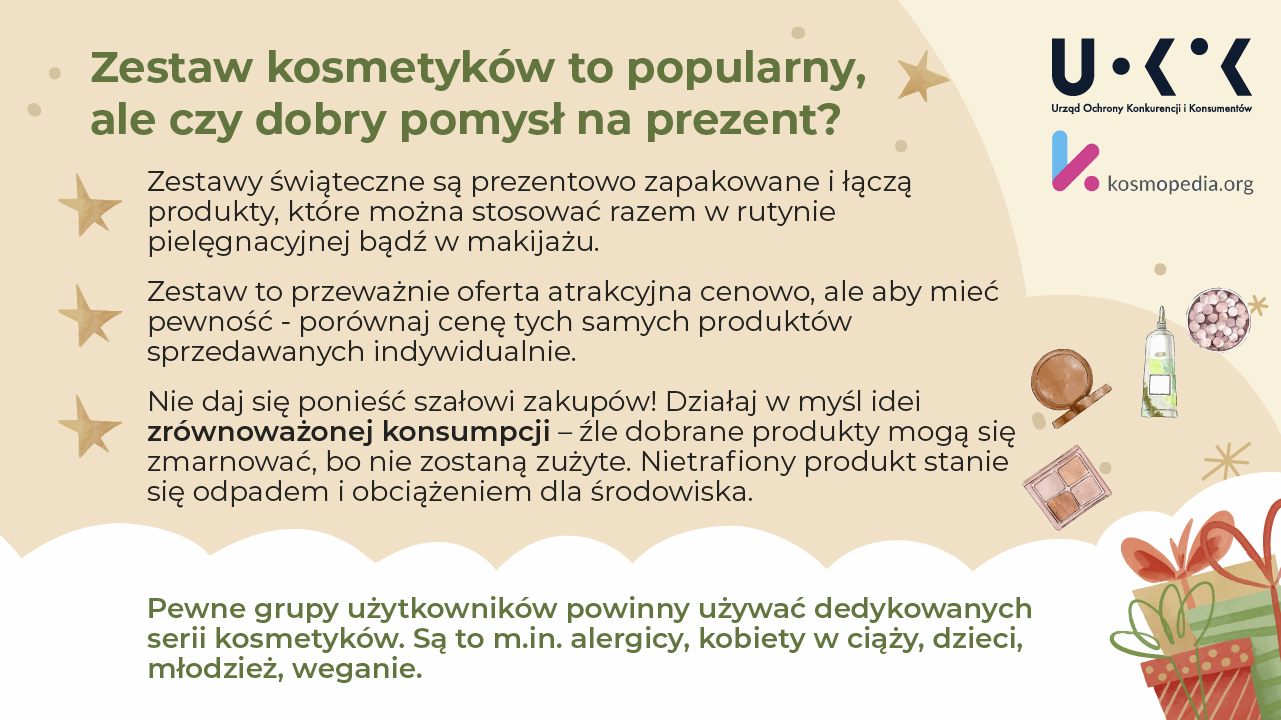 Zestaw kosmetyków to popularny,
ale czy dobry pomysł na prezent?
U·K·K
Urząd Ochrony Konkurencji i Konsumentów
kosmopedia.org
Zestawy świąteczne są prezentowo zapakowane i łączą
produkty, które można stosować razem w rutynie
pielęgnacyjnej bądź w makijażu.
Zestaw to przeważnie oferta atrakcyjna cenowo, ale aby mieć
pewność - porównaj cenę tych samych produktów
sprzedawanych indywidualnie.
Nie daj się ponieść szałowi zakupów! Działaj w myśl idei
zrównoważonej konsumpcji – źle dobrane produkty mogą się
zmarnować, bo nie zostaną zużyte. Nietrafiony produkt stanie
się odpadem i obciążeniem dla środowiska.
Pewne grupy użytkowników powinny używać dedykowanych
serii kosmetyków. Są to m.in. alergicy, kobiety w ciąży, dzieci,
młodzież, weganie.